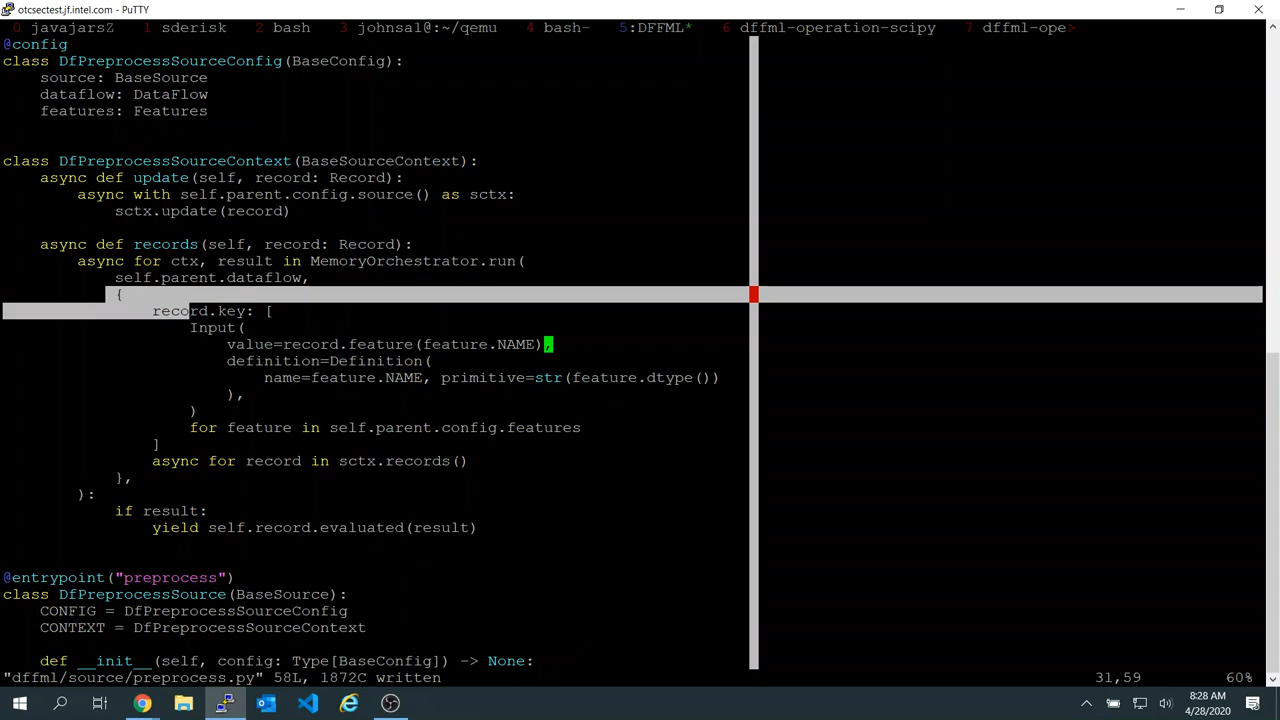 otcsectest.jf.intel.com - PuTTY
0 javajarsZ 1 sderisk 2 bash 3 johnsa1@:~/qemu 4 bash- 5:DFFML* 6 dffml-operation-scipy 7 dffml-ope>
@config
class DfPreprocessSourceConfig(BaseConfig):
    source: BaseSource
    dataflow: DataFlow
    features: Features
class DfPreprocessSourceContext(BaseSourceContext):
    async def update(self, record: Record):
        async with self.parent.config.source() as sctx:
            sctx.update(record)
    async def records(self, record: Record):
        async for ctx, result in MemoryOrchestrator.run(
            self.parent.dataflow,
            {
                record.key: [
                    Input(
                        value=record.feature(feature.NAME),
                        definition=Definition(
                            name=feature.NAME, primitive=str(feature.dtype())
                        ),
                    )
                    for feature in self.parent.config.features
                ]
                async for record in sctx.records()
            },
        ):
            if result:
                yield self.record.evaluated(result)
@entrypoint("preprocess")
class DfPreprocessSource(BaseSource):
    CONFIG = DfPreprocessSourceConfig
    CONTEXT = DfPreprocessSourceContext
    def __init__(self, config: Type[BaseConfig]) -> None:
"dffml/source/preprocess.py" 58L, 1872C written 31,59 60%
8:28 AM
4/28/2020